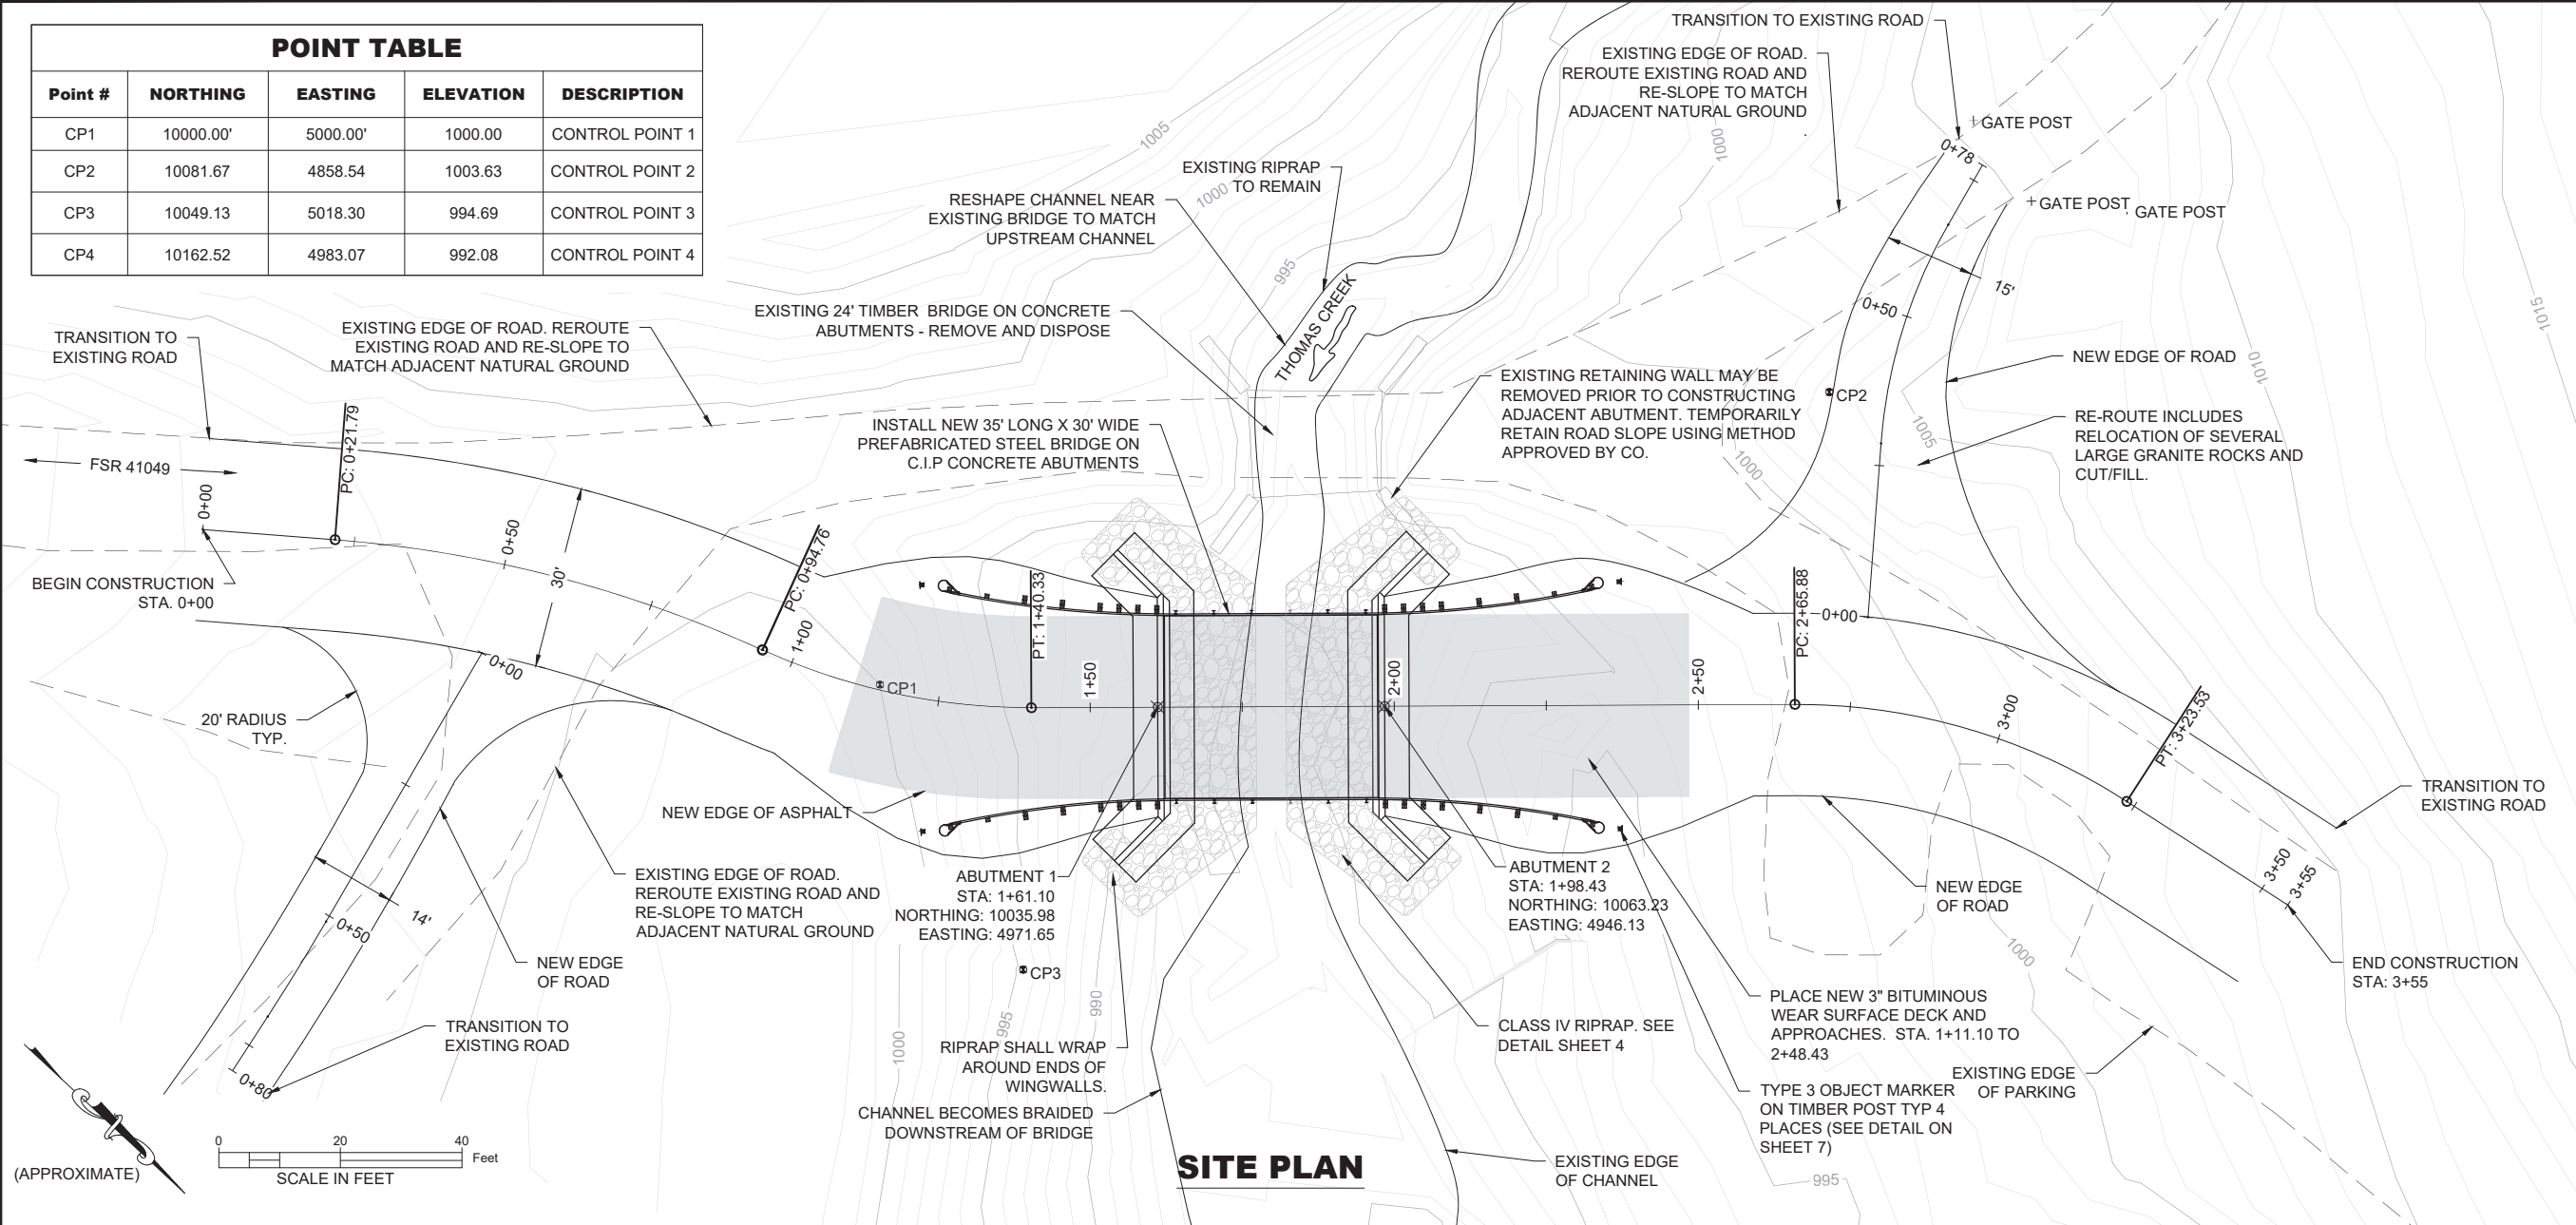 POINT TABLE
Point # NORTHING EASTING ELEVATION DESCRIPTION
CP1 10000.00' 5000.00' 1000.00 CONTROL POINT 1
CP2 10081.67 4858.54 1003.63 CONTROL POINT 2
CP3 10049.13 5018.30 994.69 CONTROL POINT 3
CP4 10162.52 4983.07 992.08 CONTROL POINT 4
TRANSITION TO EXISTING ROAD
EXISTING EDGE OF ROAD.
REROUTE EXISTING ROAD AND
RE-SLOPE TO MATCH
ADJACENT NATURAL GROUND
.
GATE POST
GATE POST
GATE POST
0+78
1005
1000
1000
995
EXISTING RIPRAP
TO REMAIN
RESHAPE CHANNEL NEAR
EXISTING BRIDGE TO MATCH
UPSTREAM CHANNEL
THOMAS CREEK
EXISTING 24' TIMBER BRIDGE ON CONCRETE
ABUTMENTS - REMOVE AND DISPOSE
15'
0+50
1015
1010
NEW EDGE OF ROAD
TRANSITION TO
EXISTING ROAD
EXISTING EDGE OF ROAD. REROUTE
EXISTING ROAD AND RE-SLOPE TO
MATCH ADJACENT NATURAL GROUND
EXISTING RETAINING WALL MAY BE
REMOVED PRIOR TO CONSTRUCTING
ADJACENT ABUTMENT. TEMPORARILY
RETAIN ROAD SLOPE USING METHOD
APPROVED BY CO.
CP2
1005
1000
RE-ROUTE INCLUDES
RELOCATION OF SEVERAL
LARGE GRANITE ROCKS AND
CUT/FILL.
INSTALL NEW 35' LONG X 30' WIDE
PREFABRICATED STEEL BRIDGE ON
C.I.P CONCRETE ABUTMENTS
FSR 41049
0+00
PC: 0+21.79
0+50
30'
PC: 0+94.76
1+00
BEGIN CONSTRUCTION
STA. 0+00
0+00
20' RADIUS
TYP.
CP1
PT: 1+40.33
1+50
2+00
2+50
PC: 2+65.88
0+00
3+00
PT: 3+23.53
TRANSITION TO
EXISTING ROAD
3+50
3+55
NEW EDGE OF ASPHALT
EXISTING EDGE OF ROAD.
REROUTE EXISTING ROAD AND
RE-SLOPE TO MATCH
ADJACENT NATURAL GROUND
14'
0+50
NEW EDGE
OF ROAD
ABUTMENT 1
STA: 1+61.10
NORTHING: 10035.98
EASTING: 4971.65
ABUTMENT 2
STA: 1+98.43
NORTHING: 10063.23
EASTING: 4946.13
NEW EDGE
OF ROAD
1000
END CONSTRUCTION
STA: 3+55
CP3
990
995
1000
TRANSITION TO
EXISTING ROAD
0+80
RIPRAP SHALL WRAP
AROUND ENDS OF
WINGWALLS.
CLASS IV RIPRAP. SEE
DETAIL SHEET 4
PLACE NEW 3" BITUMINOUS
WEAR SURFACE DECK AND
APPROACHES. STA. 1+11.10 TO
2+48.43
EXISTING EDGE
OF PARKING
TYPE 3 OBJECT MARKER
ON TIMBER POST TYP 4
PLACES (SEE DETAIL ON
SHEET 7)
CHANNEL BECOMES BRAIDED
DOWNSTREAM OF BRIDGE
EXISTING EDGE
OF CHANNEL
995
(APPROXIMATE)
0 20 40
Feet
SCALE IN FEET
SITE PLAN